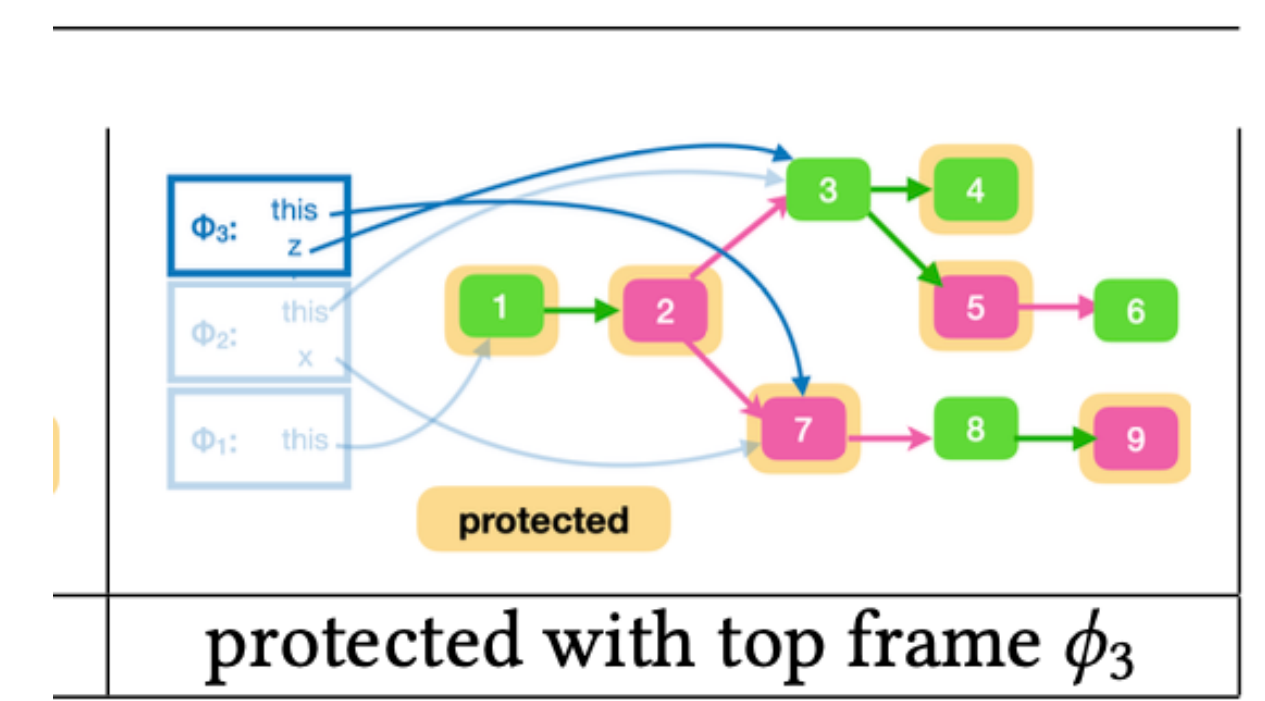 Φ₃: this
z
3
4
Φ₂: this
x
1
2
5
6
Φ₁: this
7
8
9
protected
protected with top frame ϕ₃